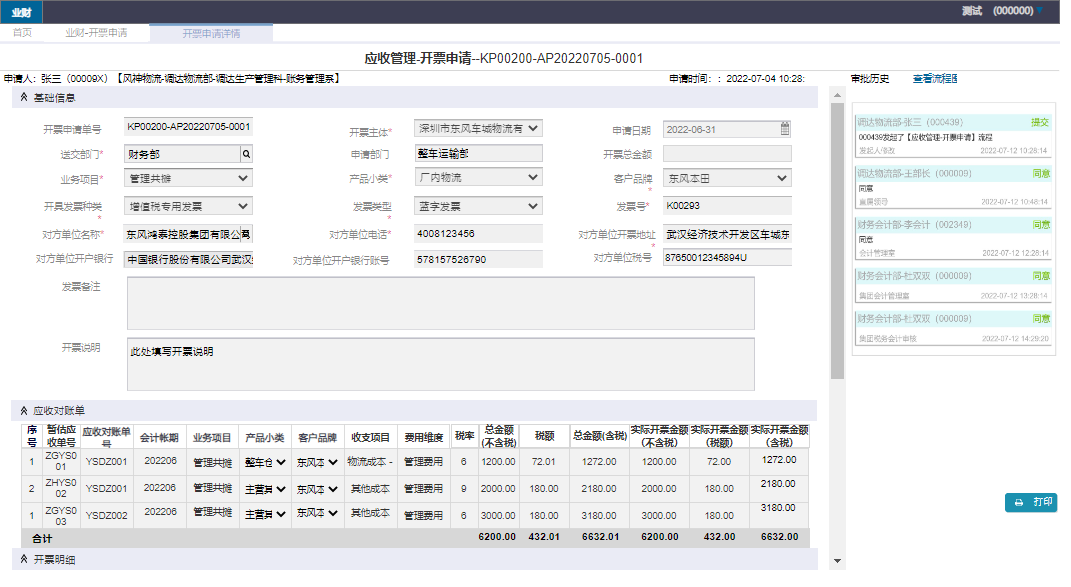 业财
测试 (000000)
首页 业财-开票申请 开票申请详情
应收管理-开票申请--KP00200-AP20220705-0001
申请人: 张三 (00009X) 【风神物流-调达物流部-调达生产管理科-账务管理系】 申请时间: : 2022-07-04 10:28: 审批历史 查看流程图
基础信息
开票申请单号 KP00200-AP20220705-0001 开票主体* 深圳市东风车城物流有 申请日期 2022-06-31
送交部门* 财务部 申请部门 整车运输部 开票总金额
业务项目* 管理共摊 产品小类* 厂内物流 客户品牌* 东风本田
开具发票种类* 增值税专用发票 发票类型* 蓝字发票 发票号* K00293
对方单位名称* 东风鸿泰控股集团有限公司 对方单位电话* 4008123456 对方单位开票地址* 武汉经济技术开发区车城东
对方单位开户银行 中国银行股份有限公司武汉 对方单位开户银行账号 578157526790 对方单位税号 87650012345894U
发票备注
开票说明 此处填写开票说明
调达物流部-张三 (000439) 提交
000439发起了【应收管理-开票申请】流程
发起人修改 2022-07-12 10:28:14
调达物流部-王部长 (000009) 同意
同意
直属领导 2022-07-12 10:48:14
财务会计部-李会计 (002349) 同意
同意
会计管理室 2022-07-12 12:28:14
财务会计部-杜双双 (000009) 同意
集团会计管理室 2022-07-12 13:28:14
财务会计部-杜双双 (000009) 同意
集团税务会计审核 2022-07-12 14:29:20
应收对账单
序号 暂估应收单号 应收对账单号 会计帐期 业务项目 产品小类 客户品牌 收支项目 费用维度 税率 总金额(不含税) 税额 总金额(含税) 实际开票金额(不含税) 实际开票金额(税额) 实际开票金额(含税)
1 ZGYS001 YSDZ001 202206 管理共摊 整车仓 东风本 物流成本 - 管理费用 6 1200.00 72.01 1272.00 1200.00 72.00 1272.00
2 ZHYS002 YSDZ001 202206 管理共摊 主营其 东风本 其他成本 管理费用 9 2000.00 180.00 2180.00 2000.00 180.00 2180.00
1 ZGYS003 YSDZ002 202206 管理共摊 主营其 东风本 其他成本 管理费用 6 3000.00 180.00 3180.00 3000.00 180.00 3180.00
合计 6200.00 432.01 6632.01 6200.00 432.00 6632.00
开票明细
打印